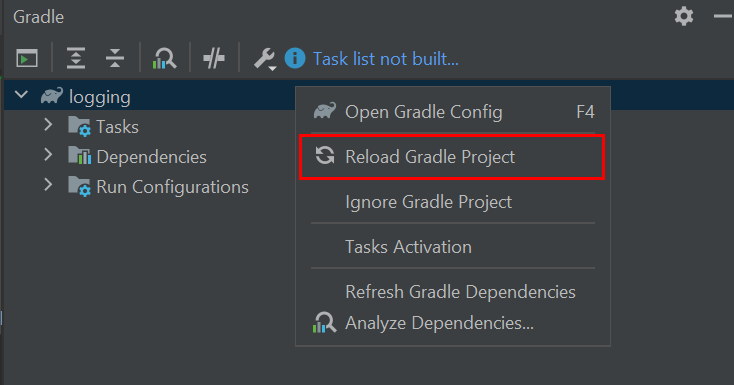 Gradle
Task list not built...
logging
Tasks
Dependencies
Run Configurations
Open Gradle Config F4
Reload Gradle Project
Ignore Gradle Project
Tasks Activation
Refresh Gradle Dependencies
Analyze Dependencies...